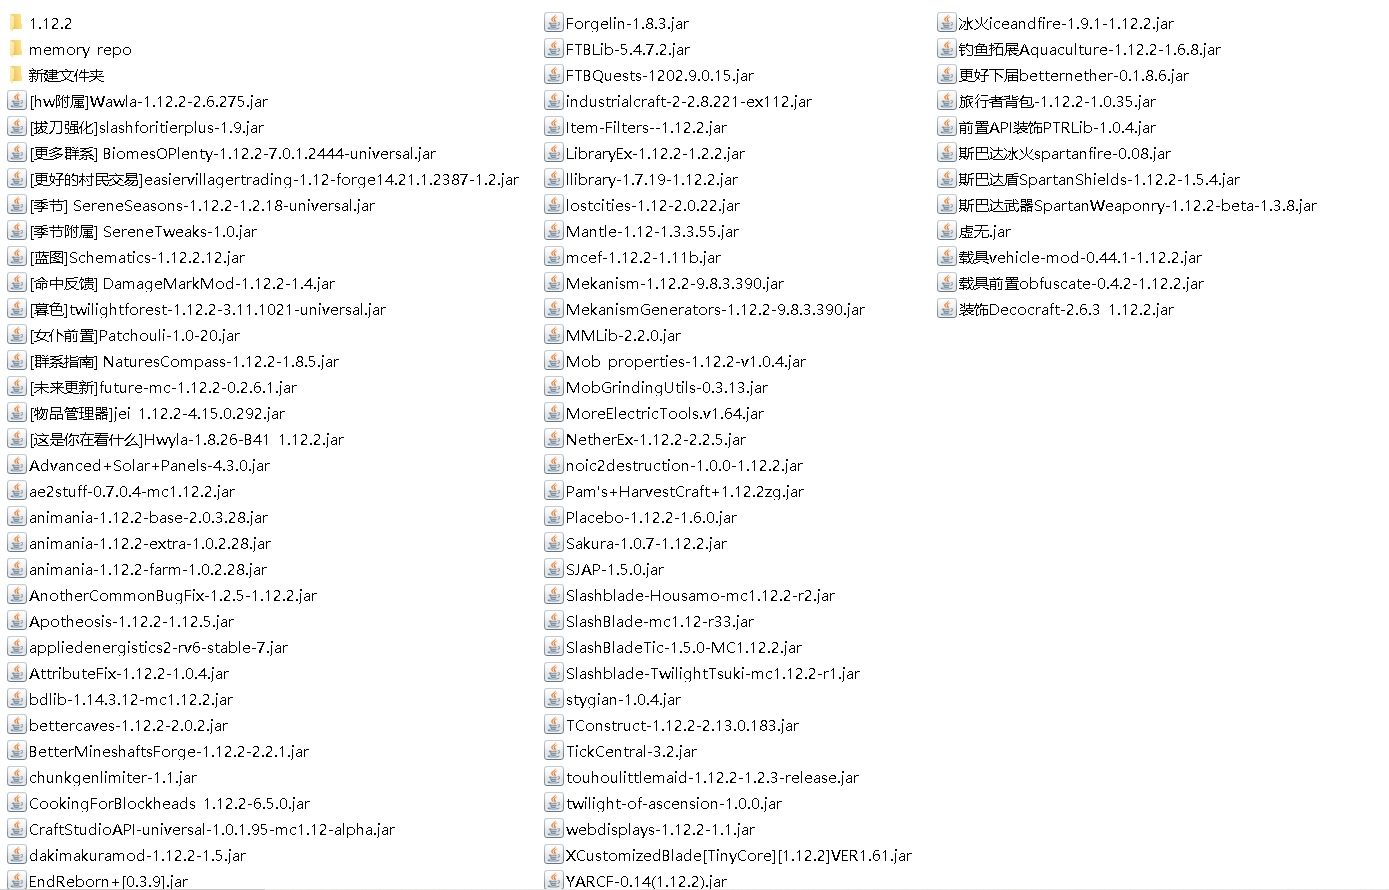 1.12.2
memory_repo
新建文件夹
[hw附属]Wawla-1.12.2-2.6.275.jar
[拔刀强化]slashforitierplus-1.9.jar
[更多群系] BiomesOPlenty-1.12.2-7.0.1.2444-universal.jar
[更好的村民交易]easiervillagertrading-1.12-forge14.21.1.2387-1.2.jar
[季节] SereneSeasons-1.12.2-1.2.18-universal.jar
[季节附属] SereneTweaks-1.0.jar
[蓝图]Schematics-1.12.2.12.jar
[命中反馈] DamageMarkMod-1.12.2-1.4.jar
[暮色]twilightforest-1.12.2-3.11.1021-universal.jar
[女仆前置]Patchouli-1.0-20.jar
[群系指南] NaturesCompass-1.12.2-1.8.5.jar
[未来更新]future-mc-1.12.2-0.2.6.1.jar
[物品管理器]jei_1.12.2-4.15.0.292.jar
[这是你在看什么]Hwyla-1.8.26-B41_1.12.2.jar
Advanced+Solar+Panels-4.3.0.jar
ae2stuff-0.7.0.4-mc1.12.2.jar
animania-1.12.2-base-2.0.3.28.jar
animania-1.12.2-extra-1.0.2.28.jar
animania-1.12.2-farm-1.0.2.28.jar
AnotherCommonBugFix-1.2.5-1.12.2.jar
Apotheosis-1.12.2-1.12.5.jar
appliedenergistics2-rv6-stable-7.jar
AttributeFix-1.12.2-1.0.4.jar
bdlib-1.14.3.12-mc1.12.2.jar
bettercaves-1.12.2-2.0.2.jar
BetterMineshaftsForge-1.12.2-2.2.1.jar
chunkgenlimiter-1.1.jar
CookingForBlockheads_1.12.2-6.5.0.jar
CraftStudioAPI-universal-1.0.1.95-mc1.12-alpha.jar
dakimakuramod-1.12.2-1.5.jar
EndReborn+[0.3.9].jar
Forgelin-1.8.3.jar
FTBLib-5.4.7.2.jar
FTBQuests-1202.9.0.15.jar
industrialcraft-2-2.8.221-ex112.jar
Item-Filters--1.12.2.jar
LibraryEx-1.12.2-1.2.2.jar
llibrary-1.7.19-1.12.2.jar
lostcities-1.12-2.0.22.jar
Mantle-1.12-1.3.3.55.jar
mcef-1.12.2-1.11b.jar
Mekanism-1.12.2-9.8.3.390.jar
MekanismGenerators-1.12.2-9.8.3.390.jar
MMLib-2.2.0.jar
Mob_properties-1.12.2-v1.0.4.jar
MobGrindingUtils-0.3.13.jar
MoreElectricTools.v1.64.jar
NetherEx-1.12.2-2.2.5.jar
noic2destruction-1.0.0-1.12.2.jar
Pam's+HarvestCraft+1.12.2zg.jar
Placebo-1.12.2-1.6.0.jar
Sakura-1.0.7-1.12.2.jar
SJAP-1.5.0.jar
Slashblade-Housamo-mc1.12.2-r2.jar
SlashBlade-mc1.12-r33.jar
SlashBladeTic-1.5.0-MC1.12.2.jar
Slashblade-TwilightTsuki-mc1.12.2-r1.jar
stygian-1.0.4.jar
TConstruct-1.12.2-2.13.0.183.jar
TickCentral-3.2.jar
touhoulittlemaid-1.12.2-1.2.3-release.jar
twilight-of-ascension-1.0.0.jar
webdisplays-1.12.2-1.1.jar
XCustomizedBlade[TinyCore][1.12.2]VER1.61.jar
YARCF-0.14(1.12.2).jar
冰火iceandfire-1.9.1-1.12.2.jar
钓鱼拓展Aquaculture-1.12.2-1.6.8.jar
更好下届betternether-0.1.8.6.jar
旅行者背包-1.12.2-1.0.35.jar
前置API装饰PTRLib-1.0.4.jar
斯巴达冰火spartanfire-0.08.jar
斯巴达盾SpartanShields-1.12.2-1.5.4.jar
斯巴达武器SpartanWeaponry-1.12.2-beta-1.3.8.jar
虚无.jar
载具vehicle-mod-0.44.1-1.12.2.jar
载具前置obfuscate-0.4.2-1.12.2.jar
装饰Decocraft-2.6.3_1.12.2.jar